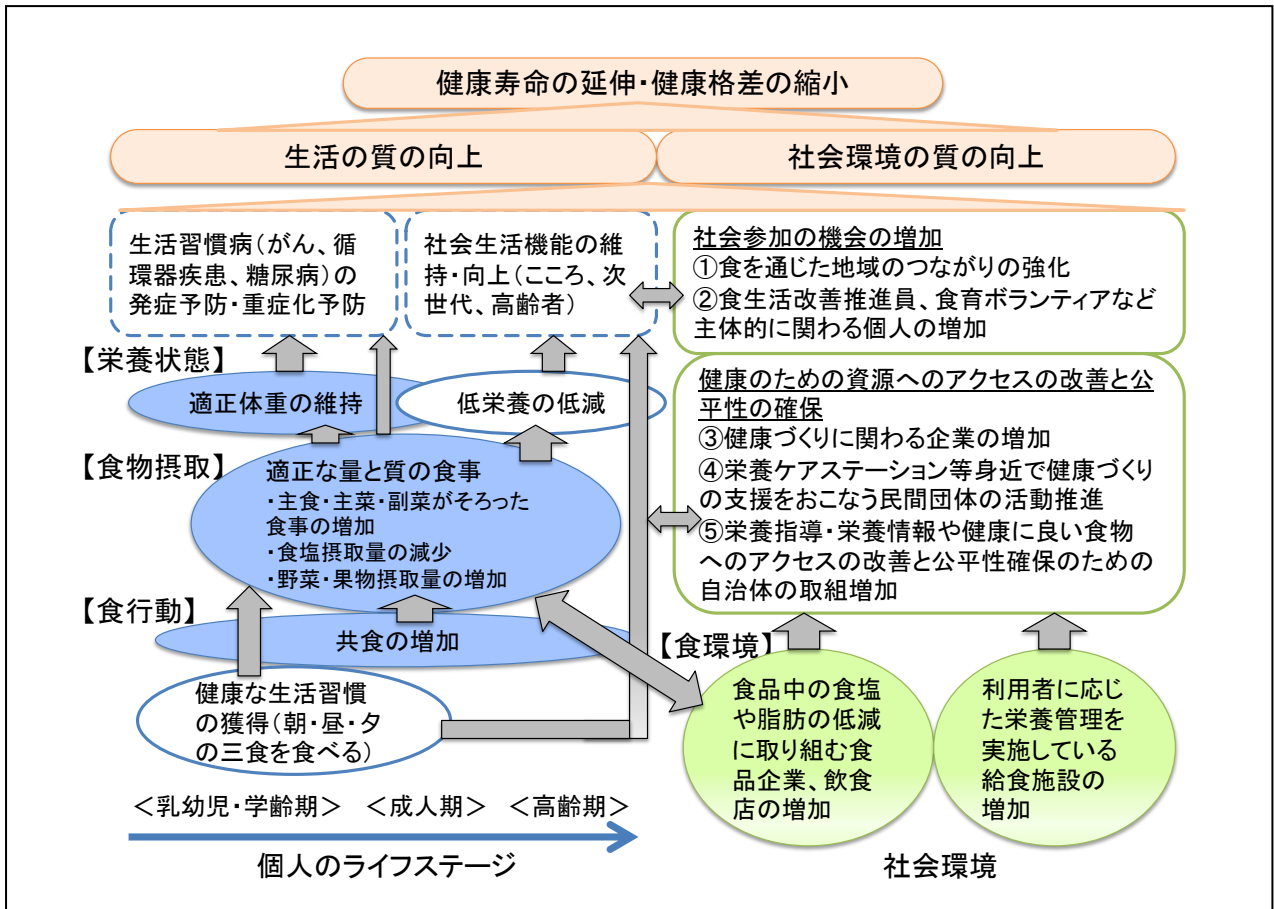 健康寿命の延伸・健康格差の縮小
生活の質の向上
社会環境の質の向上
生活習慣病(がん、循
環器疾患、糖尿病)の
発症予防・重症化予防
社会生活機能の維
持・向上(こころ、次
世代、高齢者)
社会参加の機会の増加
①食を通じた地域のつながりの強化
②食生活改善推進員、食育ボランティアなど
主体的に関わる個人の増加
【栄養状態】
適正体重の維持
低栄養の低減
健康のための資源へのアクセスの改善と公
平性の確保
③健康づくりに関わる企業の増加
④栄養ケアステーション等身近で健康づくり
の支援をおこなう民間団体の活動推進
⑤栄養指導・栄養情報や健康に良い食物
へのアクセスの改善と公平性確保のための
自治体の取組増加
【食物摂取】
適正な量と質の食事
・主食・主菜・副菜がそろった
食事の増加
・食塩摂取量の減少
・野菜・果物摂取量の増加
【食行動】
共食の増加
健康な生活習慣
の獲得(朝・昼・夕
の三食を食べる)
【食環境】
食品中の食塩
や脂肪の低減
に取り組む食
品企業、飲食
店の増加
利用者に応じ
た栄養管理を
実施している
給食施設の
増加
<乳幼児・学齢期>
<成人期>
<高齢期>
個人のライフステージ
社会環境